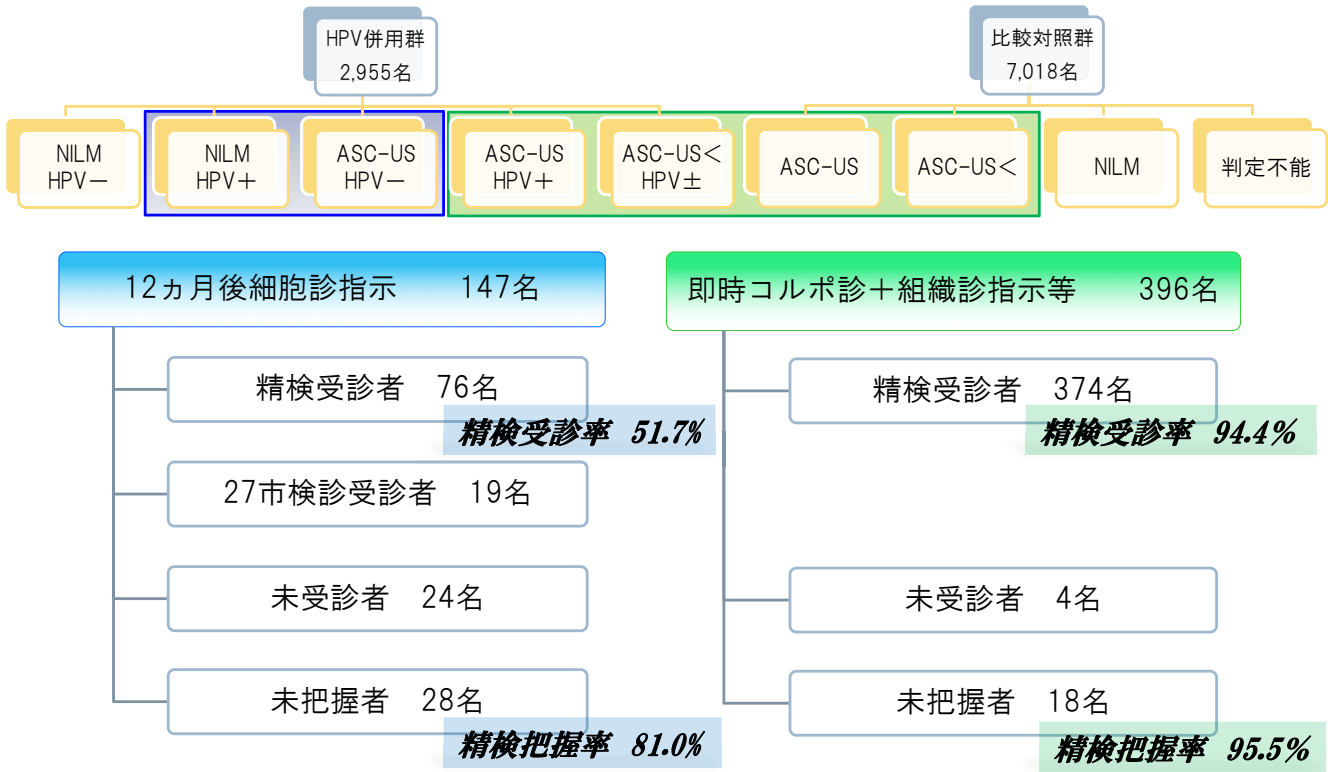 HPV併用群
2,955名
比較対照群
7,018名
NILM
HPV－
NILM
HPV＋
ASC-US
HPV－
ASC-US
HPV＋
ASC-US＜
HPV±
ASC-US
ASC-US＜
NILM
判定不能
12ヵ月後細胞診指示　147名
精検受診者　76名
精検受診率 51.7%
27市検診受診者　19名
未受診者　24名
未把握者　28名
精検把握率 81.0%
即時コルポ診＋組織診指示等　396名
精検受診者　374名
精検受診率 94.4%
未受診者　4名
未把握者　18名
精検把握率 95.5%